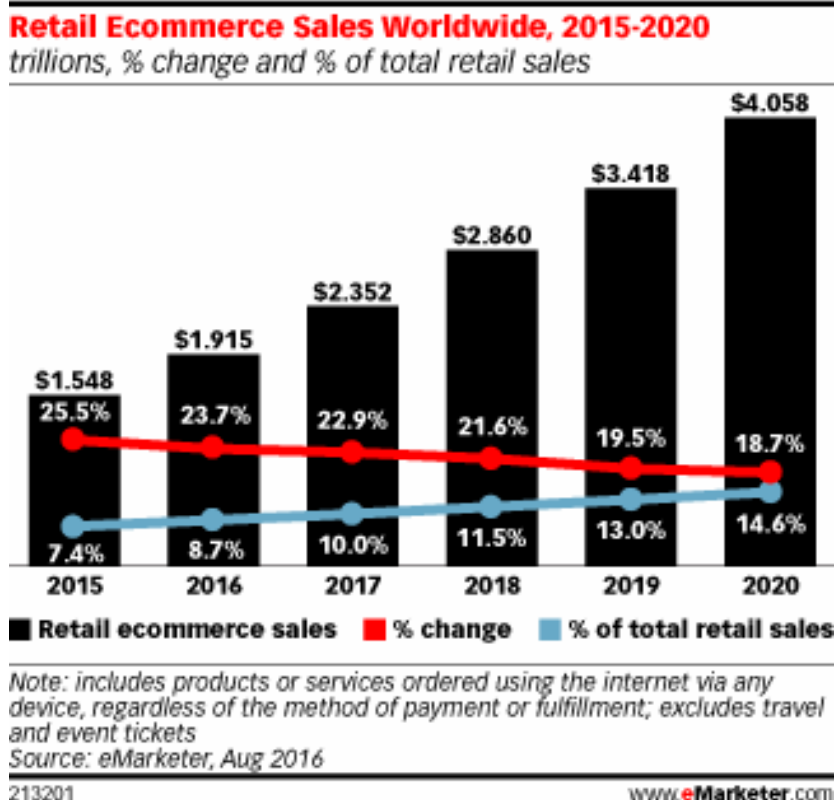 Retail Ecommerce Sales Worldwide, 2015-2020
trillions, % change and % of total retail sales
$4.058
$3.418
$2.860
$2.352
$1.915
$1.548
25.5%
23.7%
22.9%
21.6%
19.5%
18.7%
7.4%
8.7%
10.0%
11.5%
13.0%
14.6%
2015 2016 2017 2018 2019 2020
Retail ecommerce sales % change % of total retail sales
Note: includes products or services ordered using the internet via any
device, regardless of the method of payment or fulfillment; excludes travel
and event tickets
Source: eMarketer, Aug 2016
213201 www.eMarketer.com